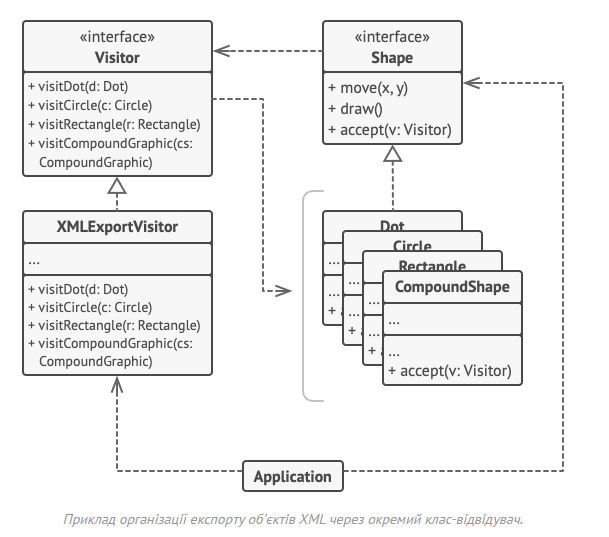 «interface»
Visitor
+ visitDot(d: Dot)
+ visitCircle(c: Circle)
+ visitRectangle(r: Rectangle)
+ visitCompoundGraphic(cs:
CompoundGraphic)
«interface»
Shape
+ move(x, y)
+ draw()
+ accept(v: Visitor)
XMLExportVisitor
...
+ visitDot(d: Dot)
+ visitCircle(c: Circle)
+ visitRectangle(r: Rectangle)
+ visitCompoundGraphic(cs:
CompoundGraphic)
Dot
...
...
+ a
Circle
...
...
+ a
Rectangle
...
...
+ a
CompoundShape
...
...
+ accept(v: Visitor)
Application
Приклад організації експорту об’єктів XML через окремий клас-відвідувач.